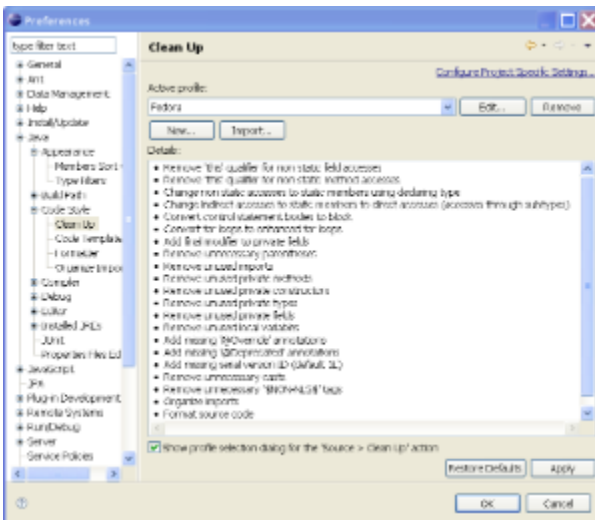 Preferences
type filter text
General
Ant
Data Management
Help
Install/Update
Java
Appearance
Members Sort
Type Filters
Build Path
Code Style
Clean Up
Code Template
Formatter
Organize Impor
Compiler
Debug
Editor
Installed JREs
JUnit
Properties Files Ed
JavaScript
JPA
Plug-in Development
Remote Systems
Run/Debug
Server
Service Policies
Clean Up
Configure Project Specific Settings...
Active profile:
Fedora
Edit...
Remove
New...
Import...
Details:
• Remove 'this' qualifier for non static field accesses
• Remove 'this' qualifier for non static method accesses
• Change non static accesses to static members using declaring type
• Change indirect accesses to static members to direct accesses (accesses through subtypes)
• Convert control statement bodies to block
• Convert for loops to enhanced for loops
• Add final modifier to private fields
• Remove unnecessary parentheses
• Remove unused imports
• Remove unused private methods
• Remove unused private constructors
• Remove unused private types
• Remove unused private fields
• Remove unused local variables
• Add missing '@Override' annotations
• Add missing '@Deprecated' annotations
• Add missing serial version ID (default 1L)
• Remove unnecessary casts
• Remove unnecessary '$NON-NLS$' tags
• Organize imports
• Format source code
Show profile selection dialog for the 'Source > Clean Up' action
Restore Defaults
Apply
OK
Cancel